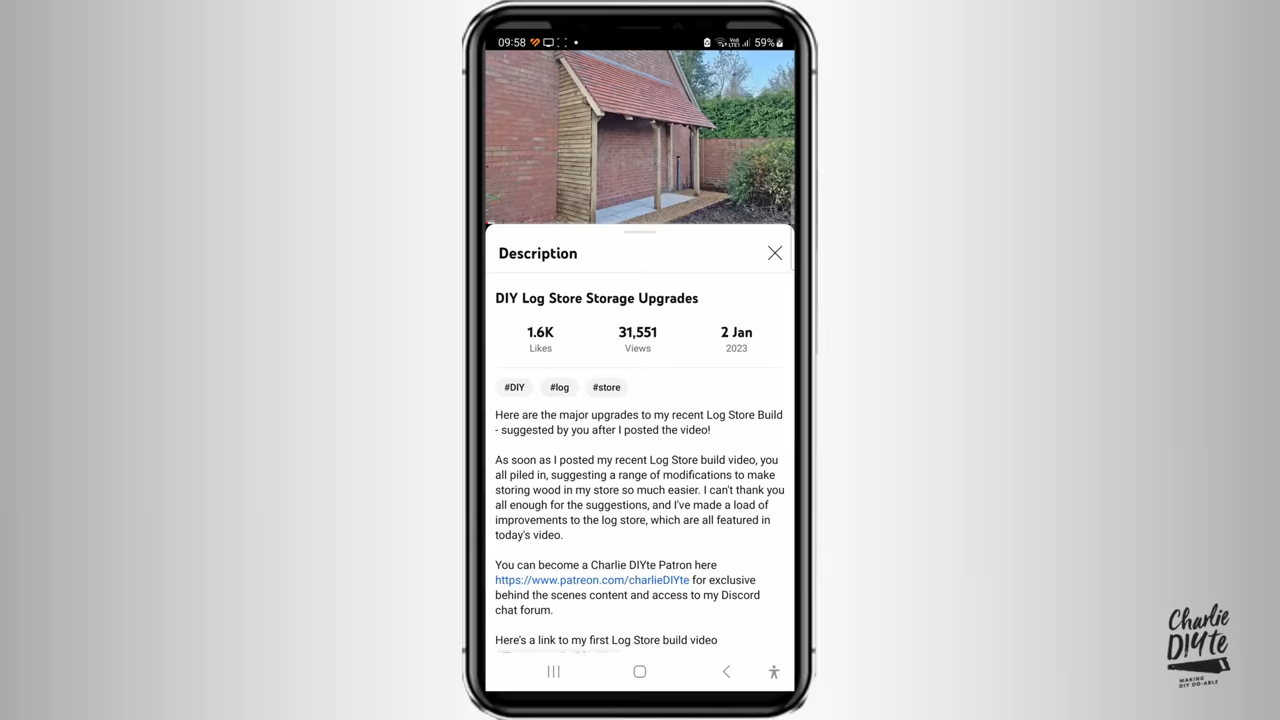 09:58
Vo))
LTE1
59%
Description
DIY Log Store Storage Upgrades
1.6K
31,551
2 Jan
Likes
Views
2023
#DIY
#log
#store
Here are the major upgrades to my recent Log Store Build
- suggested by you after I posted the video!
As soon as I posted my recent Log Store build video, you
all piled in, suggesting a range of modifications to make
storing wood in my store so much easier. I can't thank you
all enough for the suggestions, and I've made a load of
improvements to the log store, which are all featured in
today's video.
You can become a Charlie DIYte Patron here
https://www.patreon.com/charlieDIYte for exclusive
behind the scenes content and access to my Discord
chat forum.
Here's a link to my first Log Store build video
Charlie
DIYte
MAKING
DIY DO-ABLE